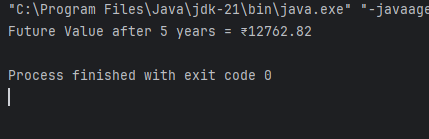 "C:\Program Files\Java\jdk-21\bin\java.exe" "-javaage
Future Value after 5 years = ₹12762.82
Process finished with exit code 0